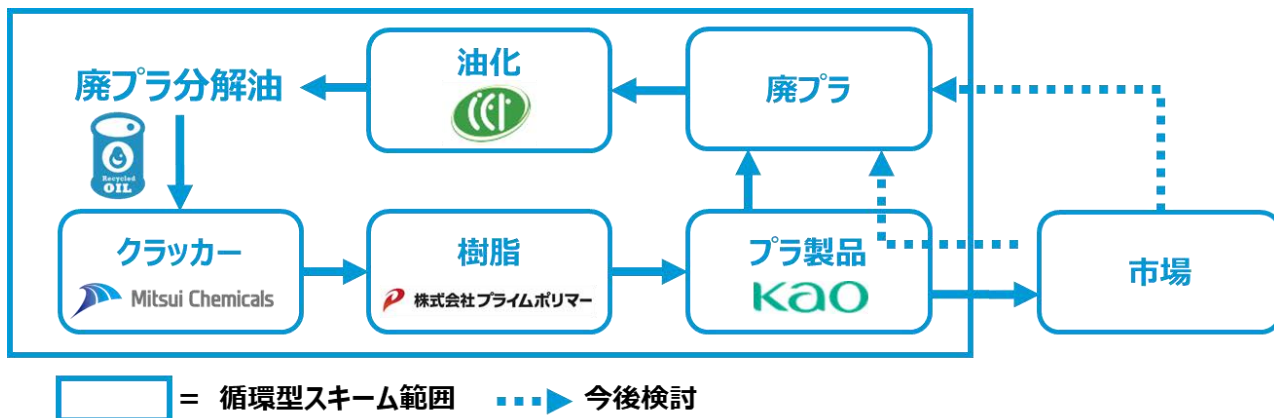 油化
廃プラ
廃プラ分解油
CFP
Recycled
OIL
クラッカー
Mitsui Chemicals
樹脂
株式会社プライムポリマー
プラ製品
Kao
市場
= 循環型スキーム範囲
今後検討